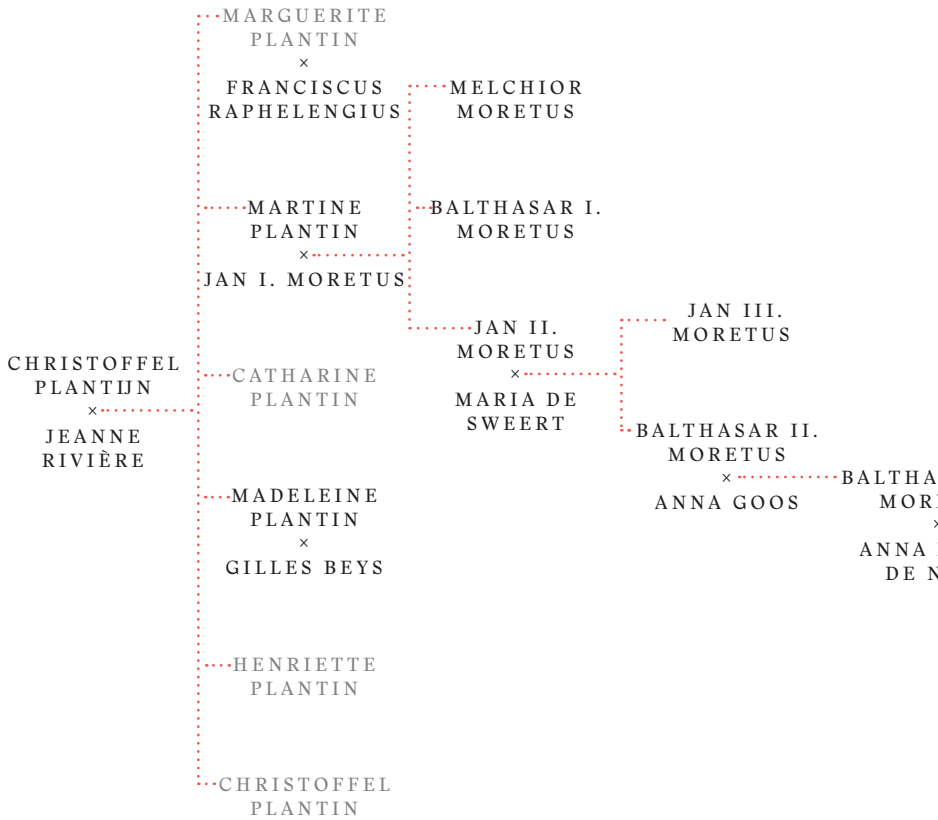 MARGUERITE
PLANTIN
×
FRANCISCUS
RAPHELENGIUS
MELCHIOR
MORETUS
MARTINE
PLANTIN
×
JAN I. MORETUS
BALTHASAR I.
MORETUS
JAN II.
MORETUS
×
MARIA DE
SWEERT
JAN III.
MORETUS
CHRISTOFFEL
PLANTIJN
×
JEANNE
RIVIÈRE
CATHARINE
PLANTIN
BALTHASAR II.
MORETUS
×
ANNA GOOS
MADELEINE
PLANTIN
×
GILLES BEYS
×
ANNA
DE
HENRIETTE
PLANTIN
CHRISTOFFEL
PLANTIN